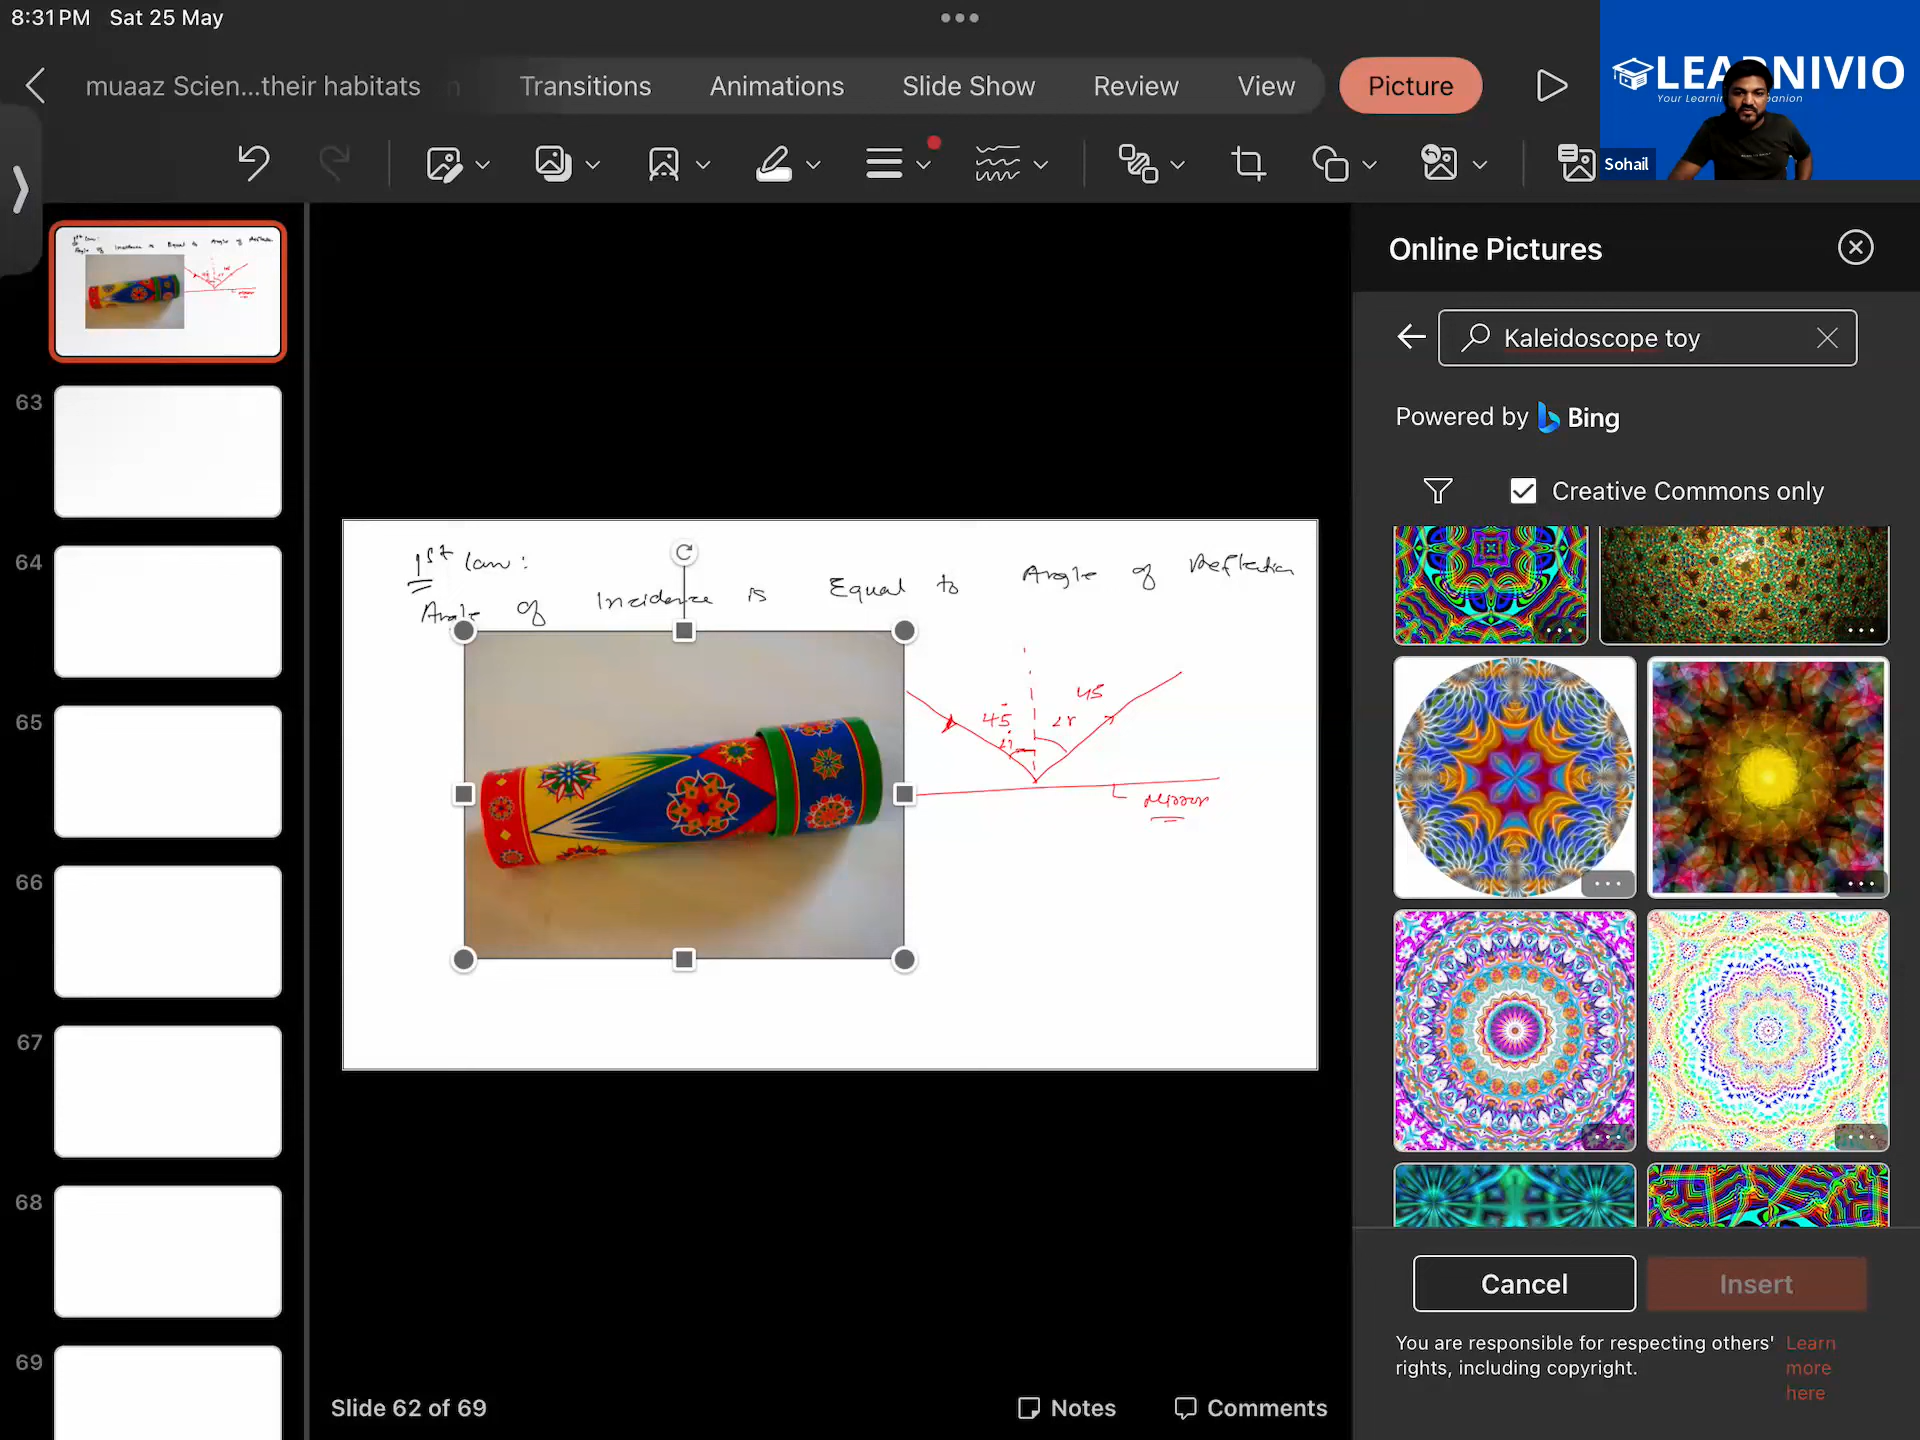 8:31 PM Sat 25 May
muaaz Scien...their habitats
Transitions
Animations
Slide Show
Review
View
Picture
LEARNIVIO
Sohail
Online Pictures
Kaleidoscope toy
Powered by Bing
Creative Commons only
63
64
65
66
67
68
69
1st law:
Angle of Incidence is Equal to Angle of Reflection
45
45
∠i
∠r
Mirror
Cancel
Insert
You are responsible for respecting others' rights, including copyright.
Learn more here
Slide 62 of 69
Notes
Comments